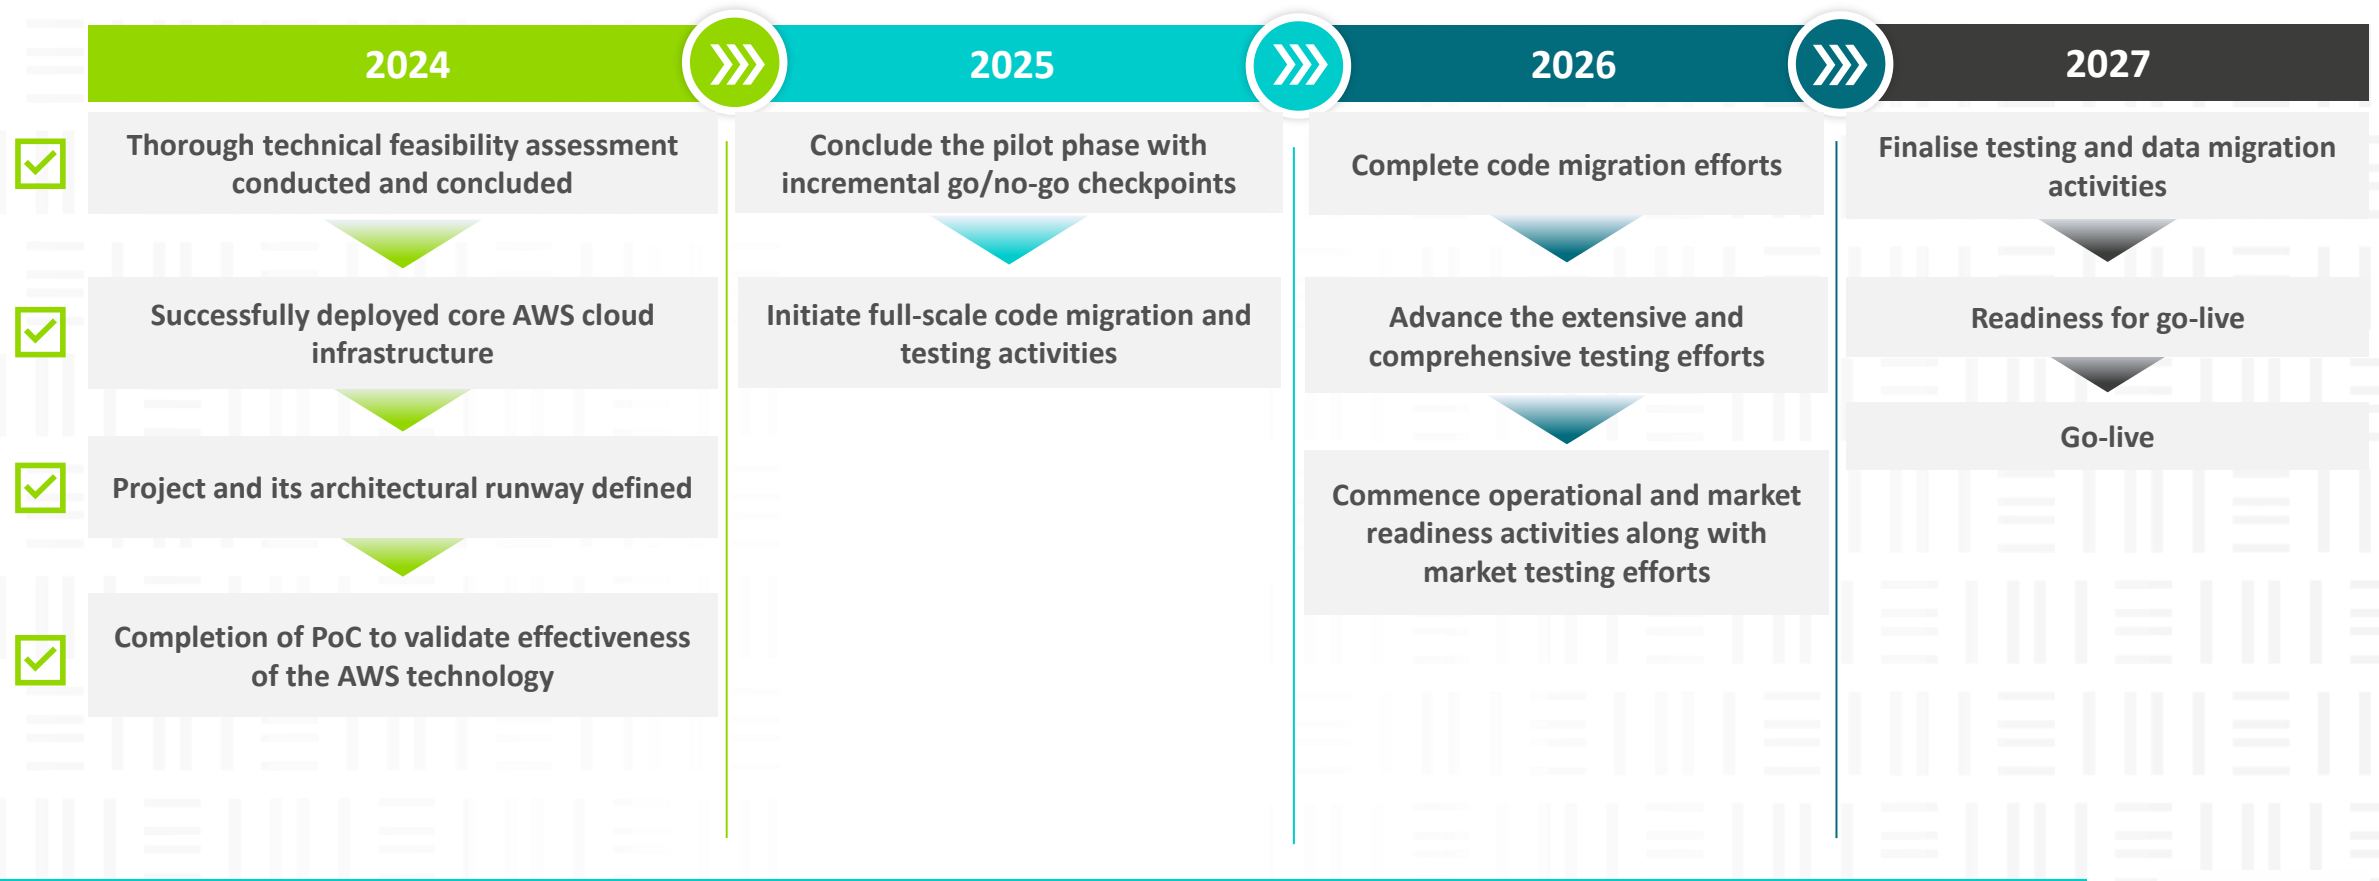 2024
Thorough technical feasibility assessment
conducted and concluded
Successfully deployed core AWS cloud
infrastructure
Project and its architectural runway defined
Completion of PoC to validate effectiveness
of the AWS technology
2025
Conclude the pilot phase with
incremental go/no-go checkpoints
Initiate full-scale code migration and
testing activities
2026
Complete code migration efforts
Advance the extensive and
comprehensive testing efforts
Commence operational and market
readiness activities along with
market testing efforts
2027
Finalise testing and data migration
activities
Readiness for go-live
Go-live